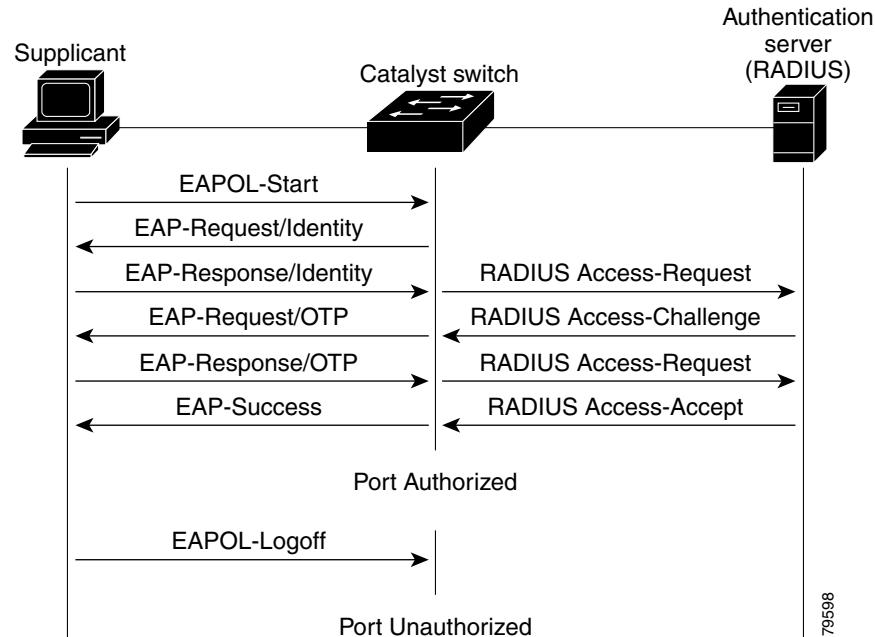 Supplicant
Catalyst switch
Authentication
server
(RADIUS)
EAPOL-Start
EAP-Request/Identity
EAP-Response/Identity
RADIUS Access-Request
EAP-Request/OTP
RADIUS Access-Challenge
EAP-Response/OTP
RADIUS Access-Request
EAP-Success
RADIUS Access-Accept
Port Authorized
EAPOL-Logoff
Port Unauthorized
79598